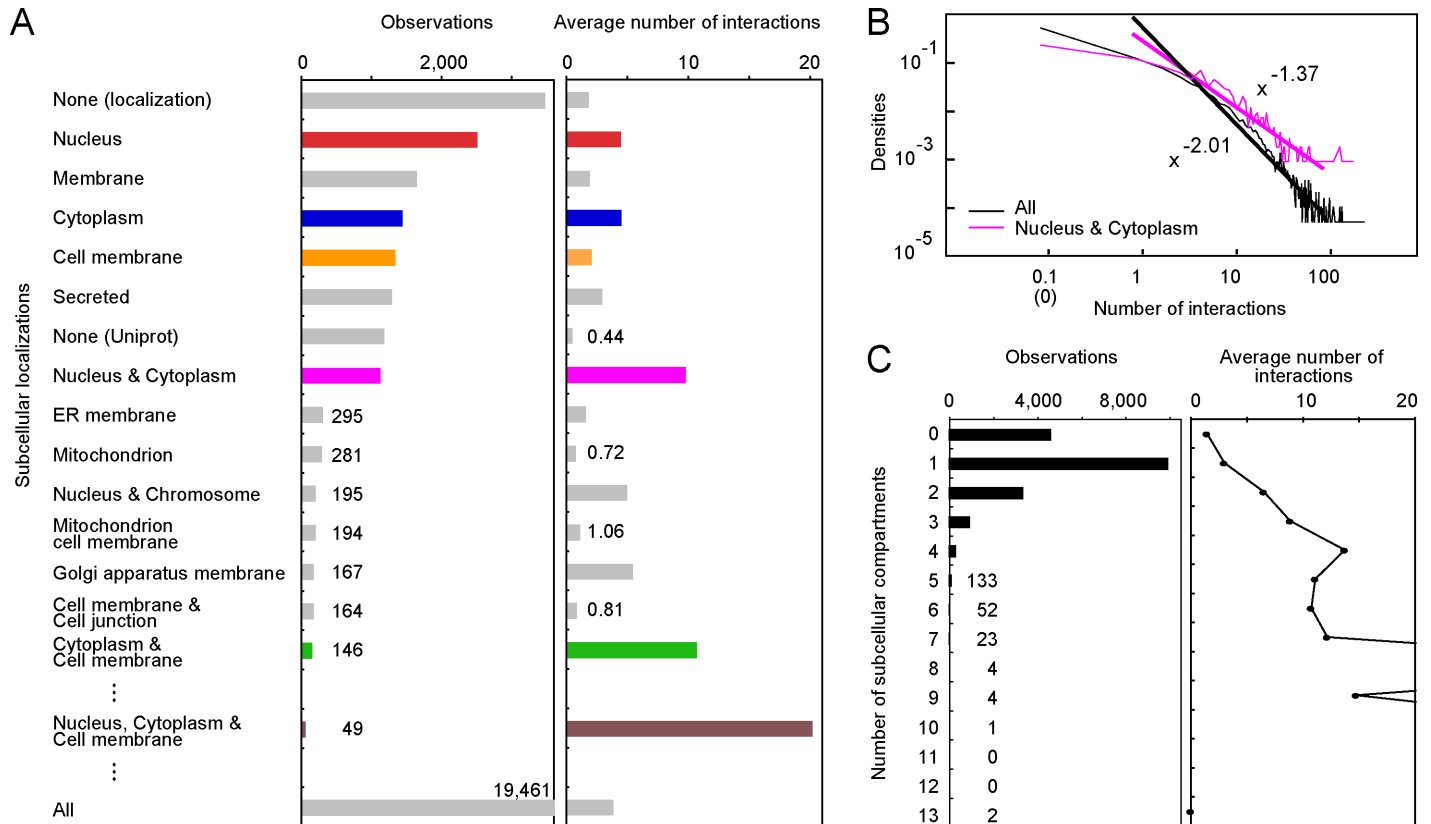 A
Observations
Average number of interactions
0
2,000
0
10
20
Subcellular localizations
None (localization)
Nucleus
Membrane
Cytoplasm
Cell membrane
Secreted
None (Uniprot)
0.44
Nucleus & Cytoplasm
ER membrane
295
Mitochondrion
281
0.72
Nucleus & Chromosome
195
Mitochondrion
cell membrane
194
1.06
Golgi apparatus membrane
167
Cell membrane &
Cell junction
164
0.81
Cytoplasm &
Cell membrane
146
⋮
Nucleus, Cytoplasm &
Cell membrane
49
⋮
19,461
All
B
Densities
10^-1
10^-3
10^-5
x^-1.37
x^-2.01
All
Nucleus & Cytoplasm
0.1
1
10
100
(0)
Number of interactions
C
Observations
Average number of
interactions
0
4,000
8,000
0
10
20
Number of subcellular compartments
0
1
2
3
4
5
133
6
52
7
23
8
4
9
4
10
1
11
0
12
0
13
2